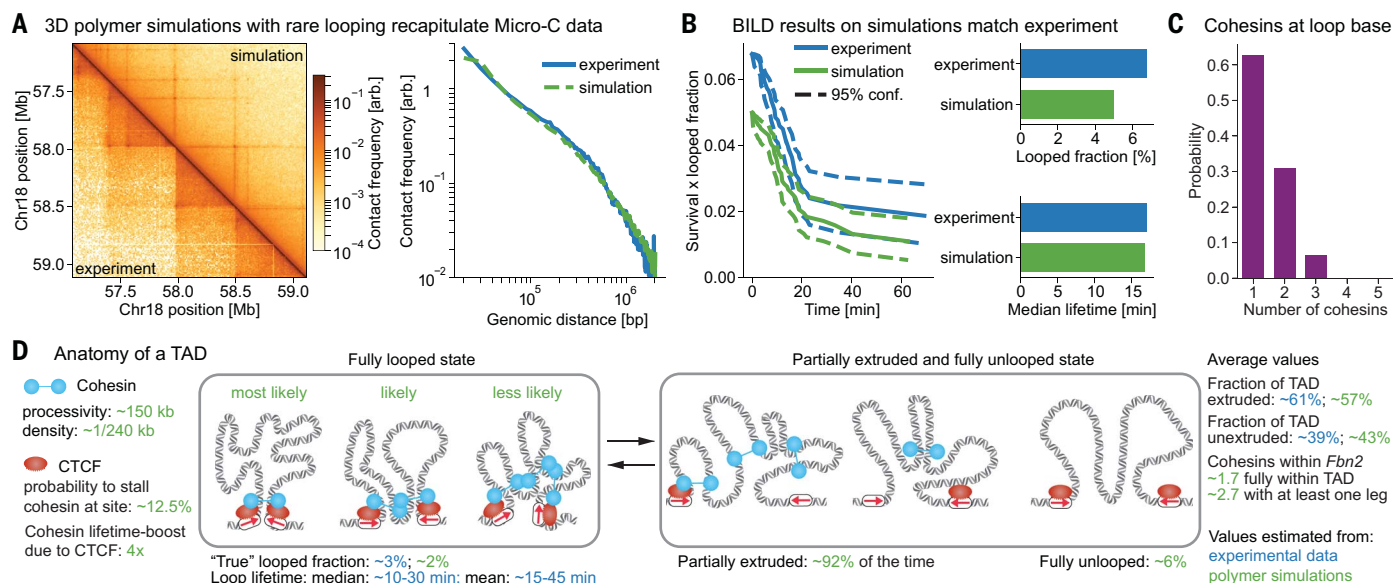 A 3D polymer simulations with rare looping recapitulate Micro-C data
simulation
experiment
57.5
58.0
58.5
59.0
Chr18 position [Mb]
57.5 58.0 58.5 59.0
Chr18 position [Mb]
10⁻¹
10⁻²
10⁻³
10⁻⁴
Contact frequency [arb.]
experiment
simulation
1
10⁻¹
10⁻²
Contact frequency [arb.]
10⁵ 10⁶
Genomic distance [bp]
B BILD results on simulations match experiment
experiment
simulation
95% conf.
0.06
0.04
0.02
0.00
Survival x looped fraction
0 20 40 60
Time [min]
experiment
simulation
0 2 4 6
Looped fraction [%]
experiment
simulation
0 5 10 15
Median lifetime [min]
C Cohesins at loop base
0.6
0.5
0.4
0.3
0.2
0.1
0.0
Probability
1 2 3 4 5
Number of cohesins
D Anatomy of a TAD
Cohesin
processivity: ~150 kb
density: ~1/240 kb
CTCF
probability to stall
cohesin at site: ~12.5%
Cohesin lifetime-boost
due to CTCF: 4x
Fully looped state
most likely likely less likely
"True" looped fraction: ~3%; ~2%
Loop lifetime: median: ~10-30 min; mean: ~15-45 min
Partially extruded and fully unlooped state
Partially extruded: ~92% of the time
Fully unlooped: ~6%
Average values
Fraction of TAD
extruded: ~61%; ~57%
Fraction of TAD
unextruded: ~39%; ~43%
Cohesins within Fbn2
~1.7 fully within TAD
~2.7 with at least one leg
Values estimated from:
experimental data
polymer simulations